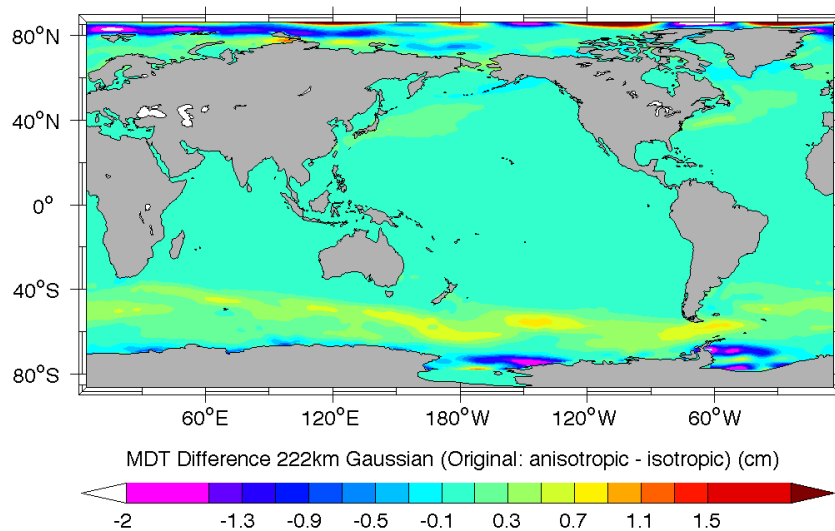 80°N
40°N
0°
40°S
80°S
60°E 120°E 180°W 120°W 60°W
MDT Difference 222km Gaussian (Original: anisotropic - isotropic) (cm)
-2 -1.3 -0.9 -0.5 -0.1 0.3 0.7 1.1 1.5